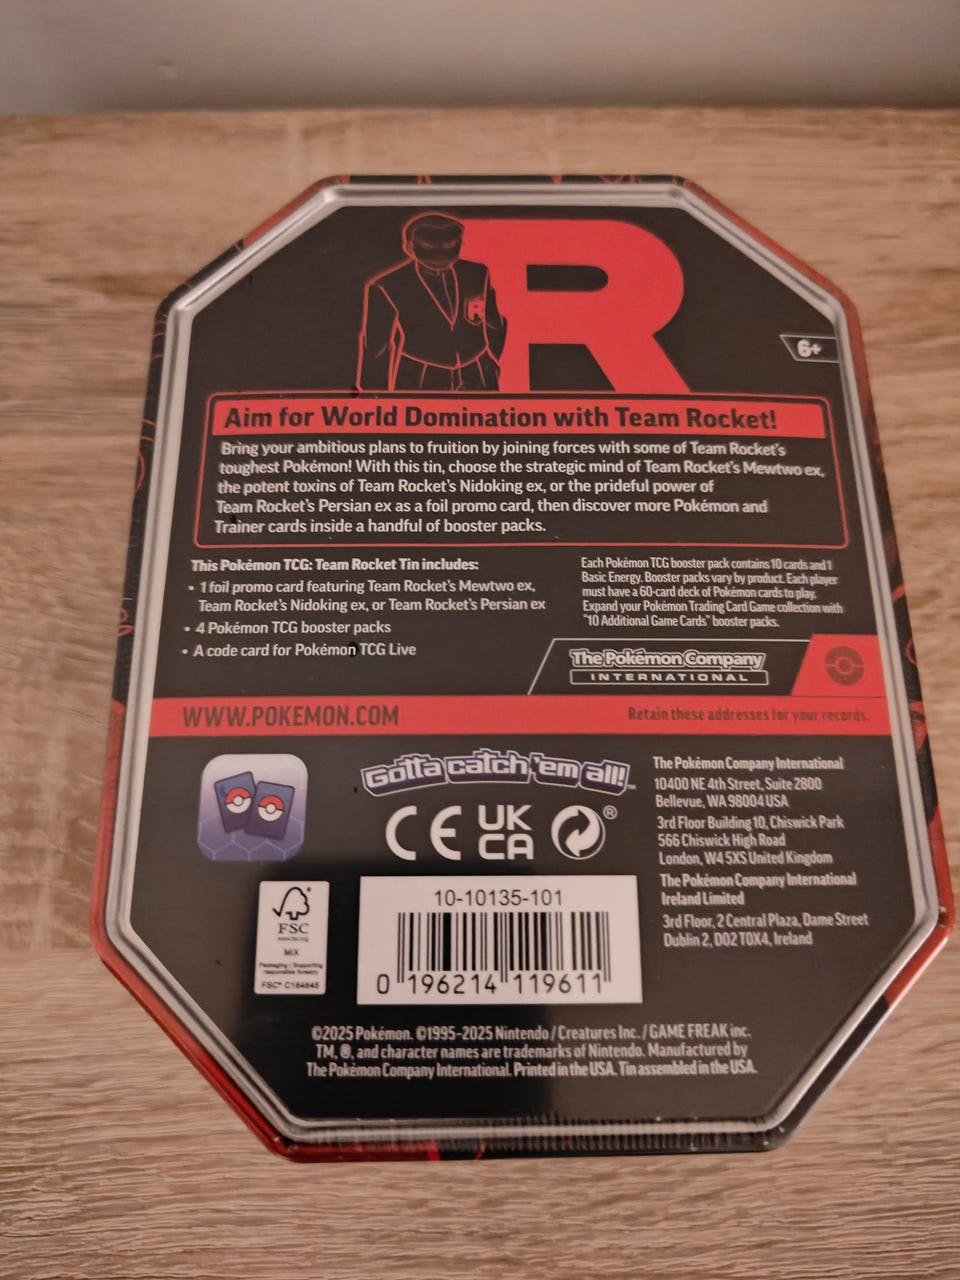 R
R
6+
Aim for World Domination with Team Rocket!
Bring your ambitious plans to fruition by joining forces with some of Team Rocket's
toughest Pokémon! With this tin, choose the strategic mind of Team Rocket's Mewtwo ex,
the potent toxins of Team Rocket's Nidoking ex, or the prideful power of
Team Rocket's Persian ex as a foil promo card, then discover more Pokémon and
Trainer cards inside a handful of booster packs.
This Pokémon TCG: Team Rocket Tin includes:
• 1 foil promo card featuring Team Rocket's Mewtwo ex,
Team Rocket's Nidoking ex, or Team Rocket's Persian ex
• 4 Pokémon TCG booster packs
• A code card for Pokémon TCG Live
Each Pokémon TCG booster pack contains 10 cards and 1
Basic Energy. Booster packs vary by product. Each player
must have a 60-card deck of Pokémon cards to play.
Expand your Pokémon Trading Card Game collection with
"10 Additional Game Cards" booster packs.
The Pokémon Company
INTERNATIONAL
WWW.POKEMON.COM
Retain these addresses for your records.
Gotta catch 'em all!™
CE UK CA ®
The Pokémon Company International
10400 NE 4th Street, Suite 2800
Bellevue, WA 98004 USA
3rd Floor Building 10, Chiswick Park
566 Chiswick High Road
London, W4 5XS United Kingdom
The Pokémon Company International
Ireland Limited
3rd Floor, 2 Central Plaza, Dame Street
Dublin 2, D02 T0X4, Ireland
FSC
www.fsc.org
MIX
Packaging | Supporting
responsible forestry
FSC® C184645
10-10135-101
0 196214 119611
©2025 Pokémon. ©1995-2025 Nintendo / Creatures Inc. / GAME FREAK inc.
TM, ®, and character names are trademarks of Nintendo. Manufactured by
The Pokémon Company International. Printed in the USA. Tin assembled in the USA.